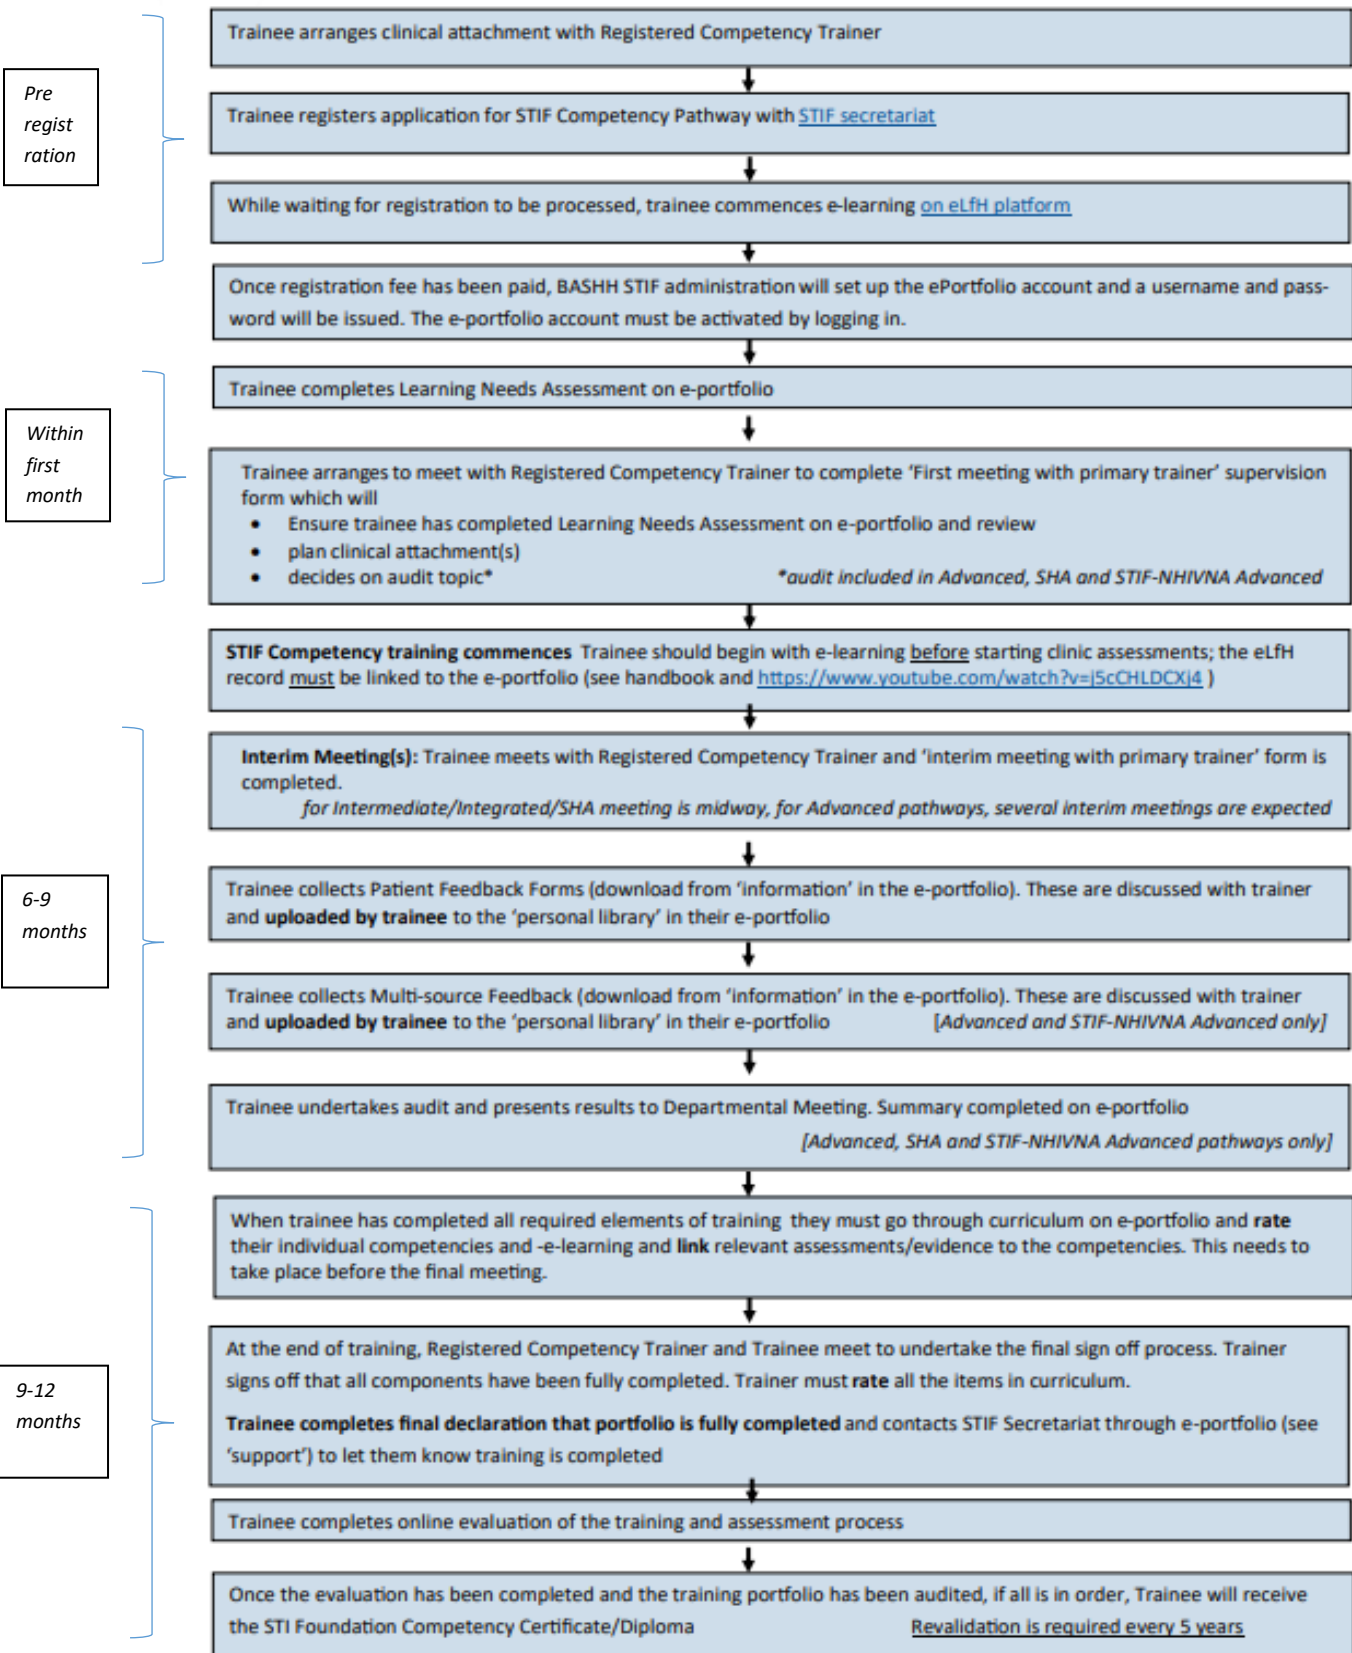 Trainee arranges clinical attachment with Registered Competency Trainer
Pre
regist
ration
Trainee registers application for STIF Competency Pathway with STIF secretariat
While waiting for registration to be processed, trainee commences e-learning on eLfH platform
Once registration fee has been paid, BASHH STIF administration will set up the ePortfolio account and a username and pass-
word will be issued. The e-portfolio account must be activated by logging in.
Within
first
month
Trainee completes Learning Needs Assessment on e-portfolio
Trainee arranges to meet with Registered Competency Trainer to complete ‘First meeting with primary trainer’ supervision
form which will
• Ensure trainee has completed Learning Needs Assessment on e-portfolio and review
• plan clinical attachment(s)
• decides on audit topic* *audit included in Advanced, SHA and STIF-NHIVNA Advanced
STIF Competency training commences Trainee should begin with e-learning before starting clinic assessments; the eLfH
record must be linked to the e-portfolio (see handbook and https://www.youtube.com/watch?v=j5cCHLDCXj4 )
Interim Meeting(s): Trainee meets with Registered Competency Trainer and ‘interim meeting with primary trainer’ form is
completed.
for Intermediate/Integrated/SHA meeting is midway, for Advanced pathways, several interim meetings are expected
6-9
months
Trainee collects Patient Feedback Forms (download from ‘information’ in the e-portfolio). These are discussed with trainer
and uploaded by trainee to the ‘personal library’ in their e-portfolio
Trainee collects Multi-source Feedback (download from ‘information’ in the e-portfolio). These are discussed with trainer
and uploaded by trainee to the ‘personal library’ in their e-portfolio [Advanced and STIF-NHIVNA Advanced only]
Trainee undertakes audit and presents results to Departmental Meeting. Summary completed on e-portfolio
[Advanced, SHA and STIF-NHIVNA Advanced pathways only]
When trainee has completed all required elements of training they must go through curriculum on e-portfolio and rate
their individual competencies and -e-learning and link relevant assessments/evidence to the competencies. This needs to
take place before the final meeting.
9-12
months
At the end of training, Registered Competency Trainer and Trainee meet to undertake the final sign off process. Trainer
signs off that all components have been fully completed. Trainer must rate all the items in curriculum.
Trainee completes final declaration that portfolio is fully completed and contacts STIF Secretariat through e-portfolio (see
‘support’) to let them know training is completed
Trainee completes online evaluation of the training and assessment process
Once the evaluation has been completed and the training portfolio has been audited, if all is in order, Trainee will receive
the STI Foundation Competency Certificate/Diploma Revalidation is required every 5 years